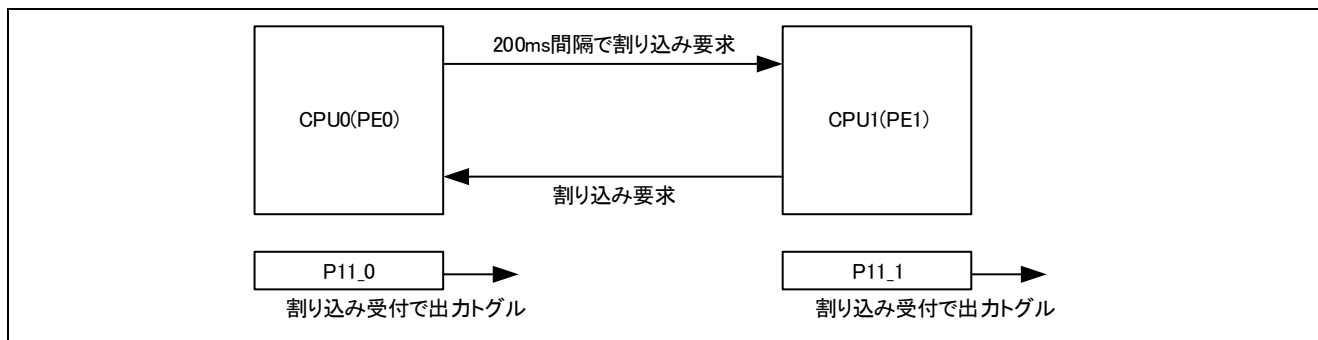 200ms間隔で割り込み要求
CPU0(PE0)
CPU1(PE1)
割り込み要求
P11_0
P11_1
割り込み受付で出力トグル
割り込み受付で出力トグル